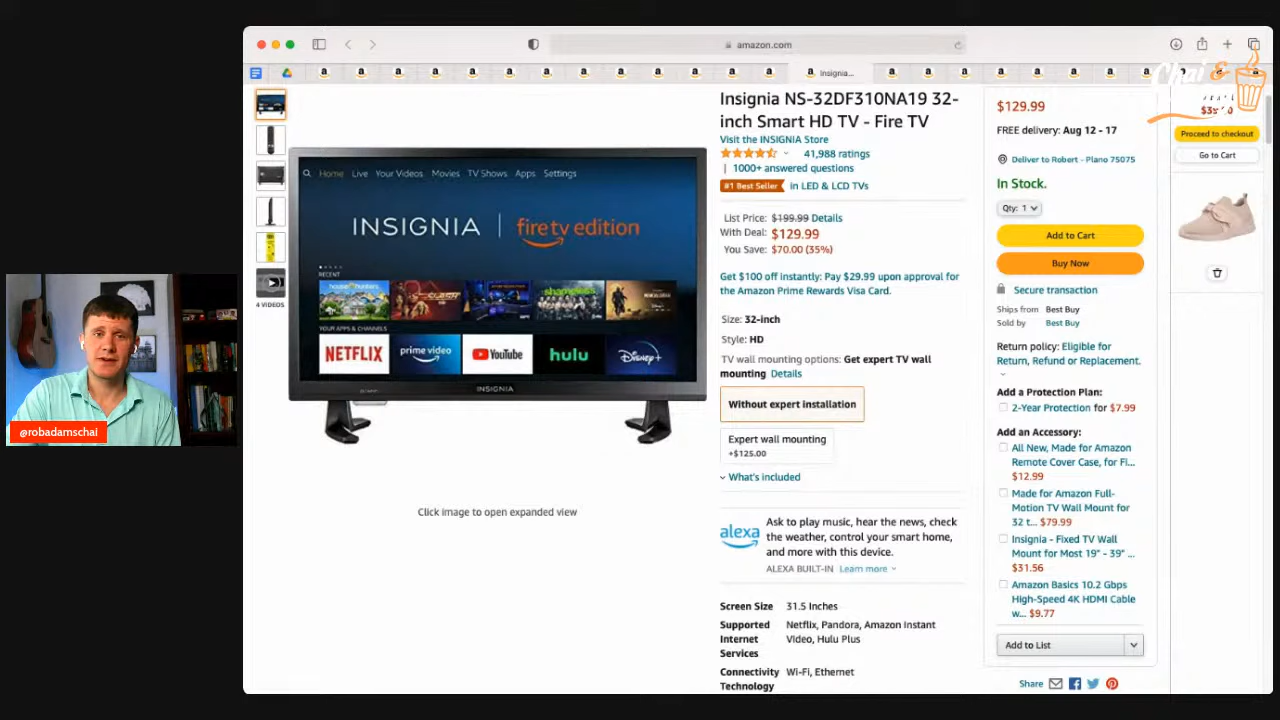 amazon.com
Insignia...
Chai &
Insignia NS-32DF310NA19 32-
inch Smart HD TV - Fire TV
Visit the INSIGNIA Store
41,988 ratings
| 1000+ answered questions
#1 Best Seller in LED & LCD TVs
List Price: $199.99 Details
With Deal: $129.99
You Save: $70.00 (35%)
Get $100 off instantly: Pay $29.99 upon approval for
the Amazon Prime Rewards Visa Card.
Size: 32-inch
Style: HD
TV wall mounting options: Get expert TV wall
mounting Details
Without expert installation
Expert wall mounting
+$125.00
What's included
alexa
Ask to play music, hear the news, check
the weather, control your smart home,
and more with this device.
ALEXA BUILT-IN Learn more
Screen Size 31.5 Inches
Supported Internet Services Netflix, Pandora, Amazon Instant
Video, Hulu Plus
Connectivity Technology Wi-Fi, Ethernet
$129.99
FREE delivery: Aug 12 - 17
Deliver to Robert - Plano 75075
In Stock.
Qty: 1
Add to Cart
Buy Now
Secure transaction
Ships from Best Buy
Sold by Best Buy
Return policy: Eligible for
Return, Refund or Replacement.
Add a Protection Plan:
2-Year Protection for $7.99
Add an Accessory:
All New, Made for Amazon
Remote Cover Case, for Fi...
$12.99
Made for Amazon Full-
Motion TV Wall Mount for
32 t... $79.99
Insignia - Fixed TV Wall
Mount for Most 19" - 39" ...
$31.56
Amazon Basics 10.2 Gbps
High-Speed 4K HDMI Cable
w... $9.77
Add to List
Share
Proceed to checkout
Go to Cart
4 VIDEOS
Home Live Your Videos Movies TV Shows Apps Settings
INSIGNIA | fire tv edition
RECENT
house hunters
shameless
YOUR APPS & CHANNELS
NETFLIX prime video YouTube hulu Disney+
INSIGNIA
Click image to open expanded view
@robadamschai